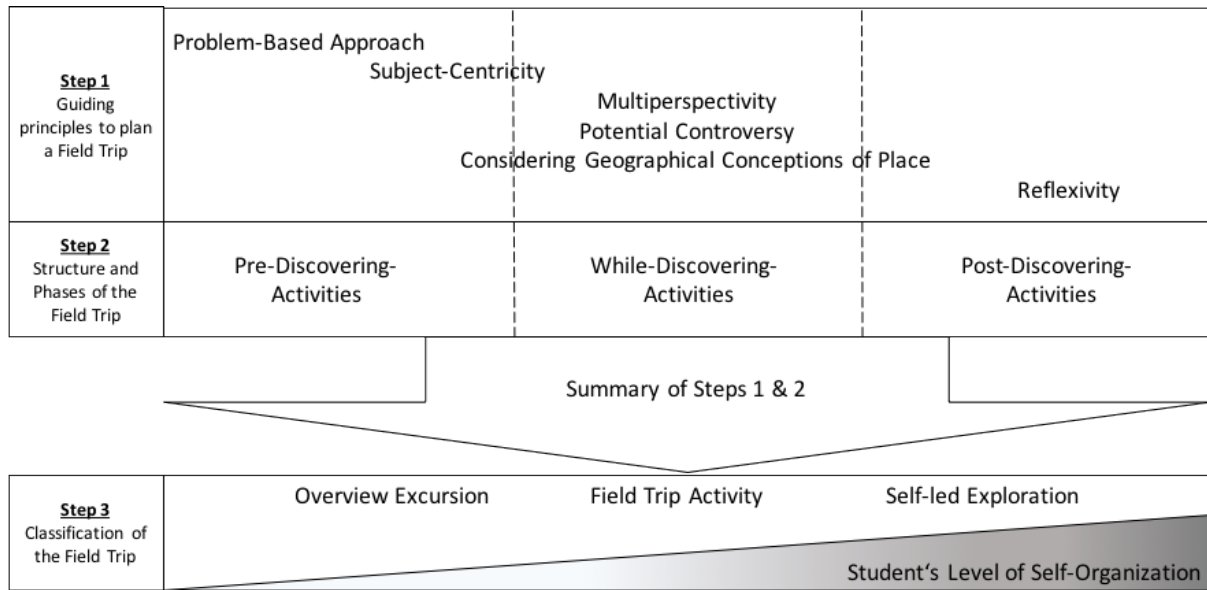 Step 1
Guiding
principles to plan
a Field Trip
Problem-Based Approach
Subject-Centricity
Multiperspectivity
Potential Controversy
Considering Geographical Conceptions of Place
Reflexivity
Step 2
Structure and
Phases of the
Field Trip
Pre-Discovering-
Activities
While-Discovering-
Activities
Post-Discovering-
Activities
Summary of Steps 1 & 2
Step 3
Classification of
the Field Trip
Overview Excursion
Field Trip Activity
Self-led Exploration
Student‘s Level of Self-Organization